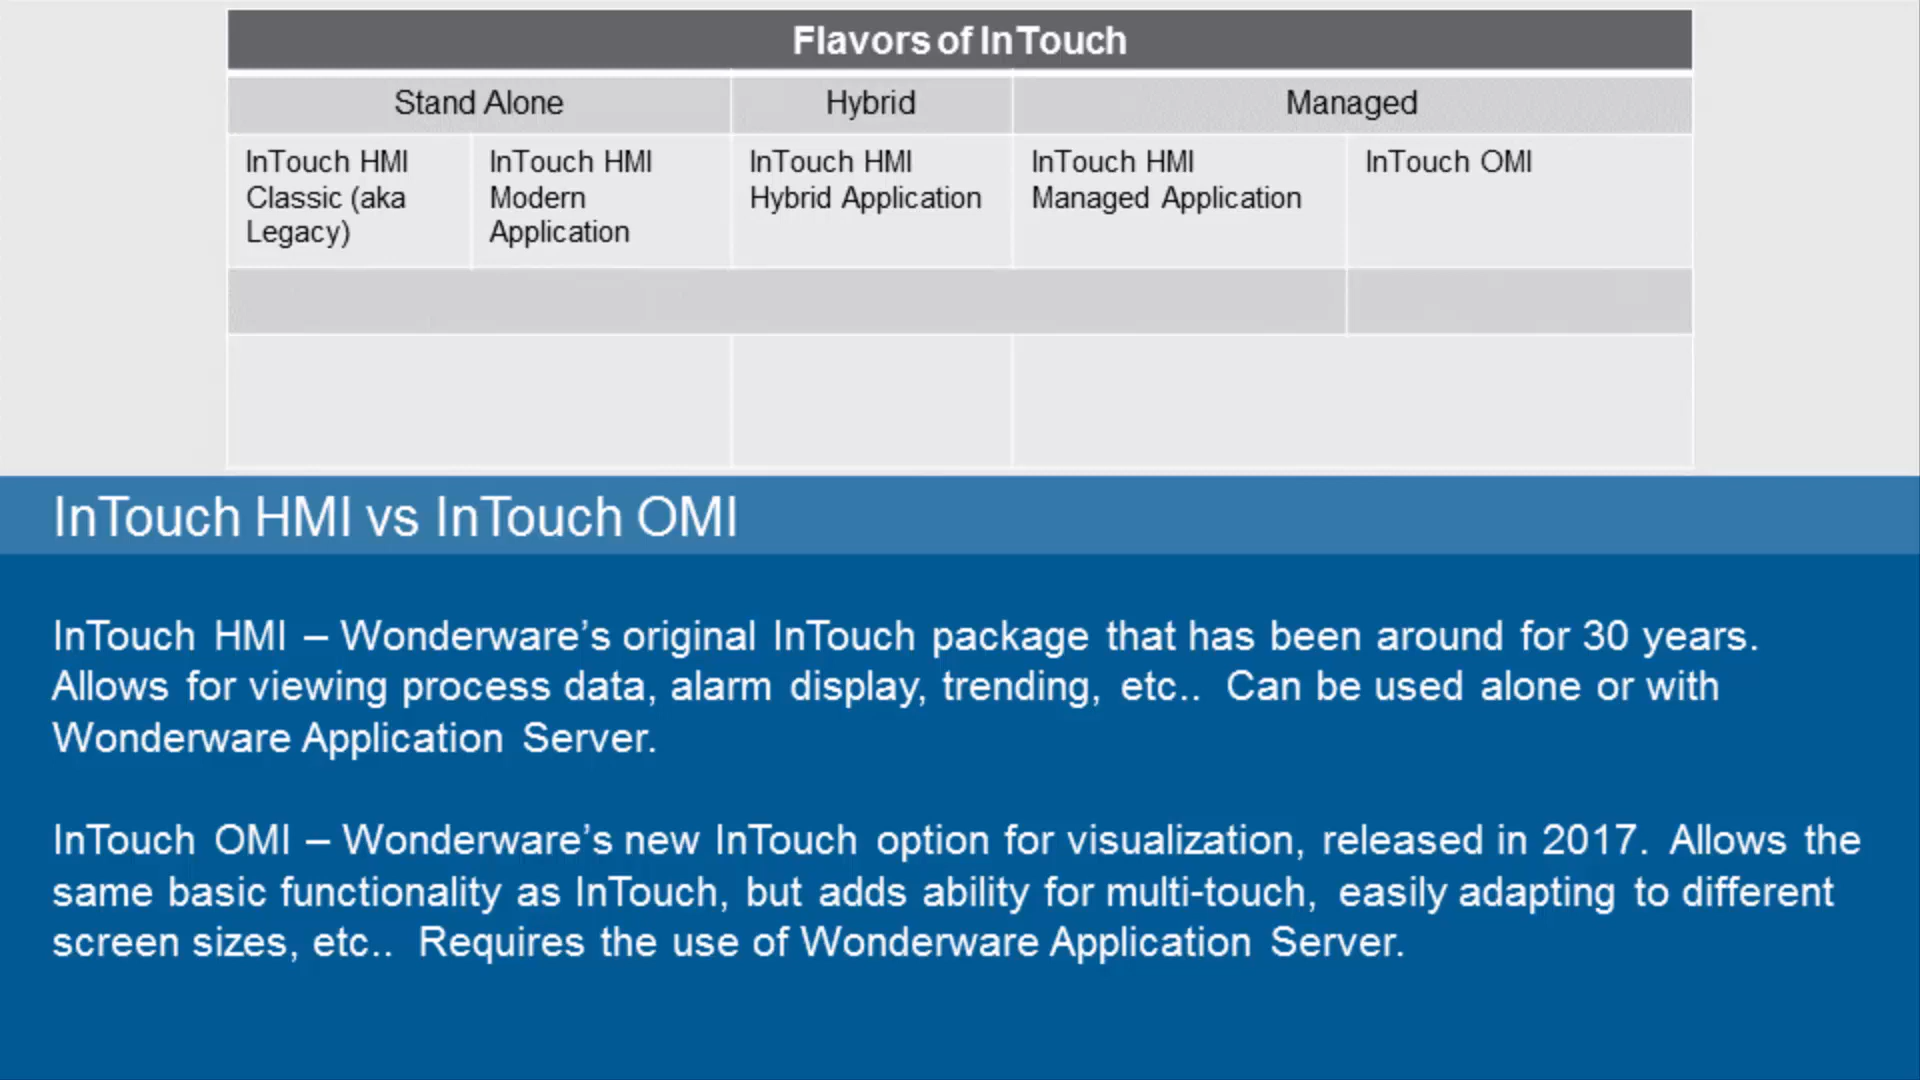 Flavors of InTouch
Stand Alone
Hybrid
Managed
InTouch HMI
Classic (aka
Legacy)
InTouch HMI
Modern
Application
InTouch HMI
Hybrid Application
InTouch HMI
Managed Application
InTouch OMI
InTouch HMI vs InTouch OMI
InTouch HMI – Wonderware’s original InTouch package that has been around for 30 years.
Allows for viewing process data, alarm display, trending, etc.. Can be used alone or with
Wonderware Application Server.
InTouch OMI – Wonderware’s new InTouch option for visualization, released in 2017. Allows the
same basic functionality as InTouch, but adds ability for multi-touch, easily adapting to different
screen sizes, etc.. Requires the use of Wonderware Application Server.